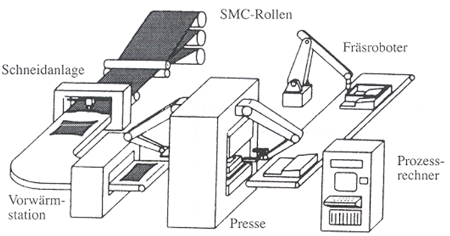 SMC-Rollen
Fräsroboter
Schneidanlage
Vorwärm-
station
Presse
Prozess-
rechner